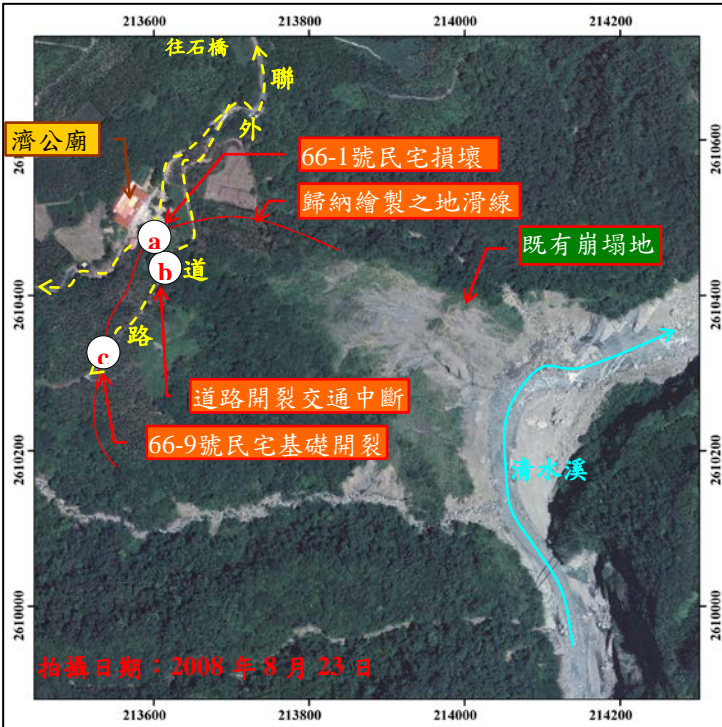 213600 213800 214000 214200
往石橋
聯
外
道
路
濟公廟
66-1號民宅損壞
歸納繪製之地滑線
既有崩塌地
a
b
c
道路開裂交通中斷
66-9號民宅基礎開裂
清水溪
2610600
2610400
2610400
2610200
2610200
2610000
2610000
拍攝日期：2008 年 8 月 23 日
213600 213800 214000 214200